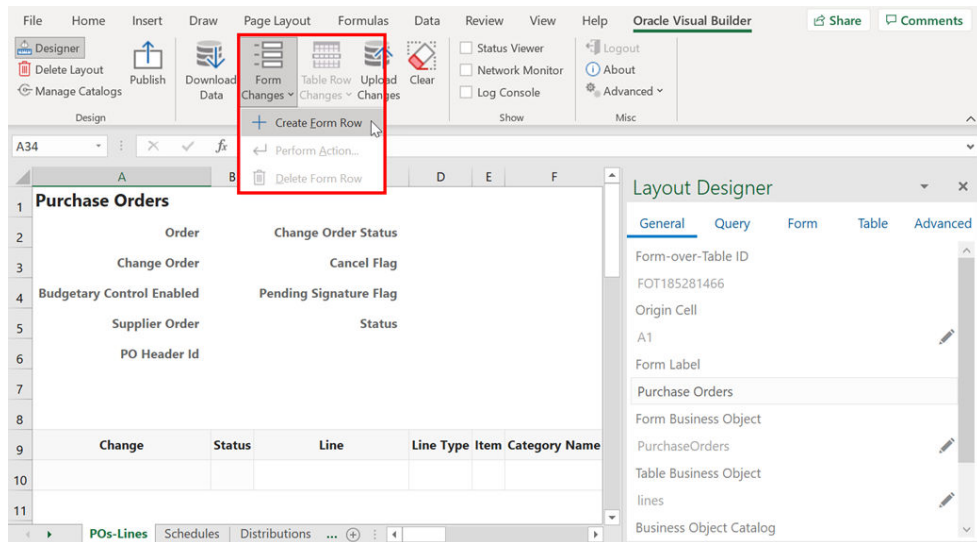 File Home Insert Draw Page Layout Formulas Data Review View Help Oracle Visual Builder Share Comments
Designer
Delete Layout
Manage Catalogs
Publish
Design
Download Data
Form Changes
Table Row Changes
Upload Changes
Clear
Status Viewer
Network Monitor
Log Console
Show
Logout
About
Advanced
Misc
Create Form Row
Perform Action...
Delete Form Row
A34
fx
A B D E F
1 Purchase Orders
2 Order Change Order Status
3 Change Order Cancel Flag
4 Budgetary Control Enabled Pending Signature Flag
5 Supplier Order Status
6 PO Header Id
7
8
9 Change Status Line Line Type Item Category Name
10
11
POs-Lines Schedules Distributions ...
Layout Designer
General Query Form Table Advanced
Form-over-Table ID
FOT185281466
Origin Cell
A1
Form Label
Purchase Orders
Form Business Object
PurchaseOrders
Table Business Object
lines
Business Object Catalog